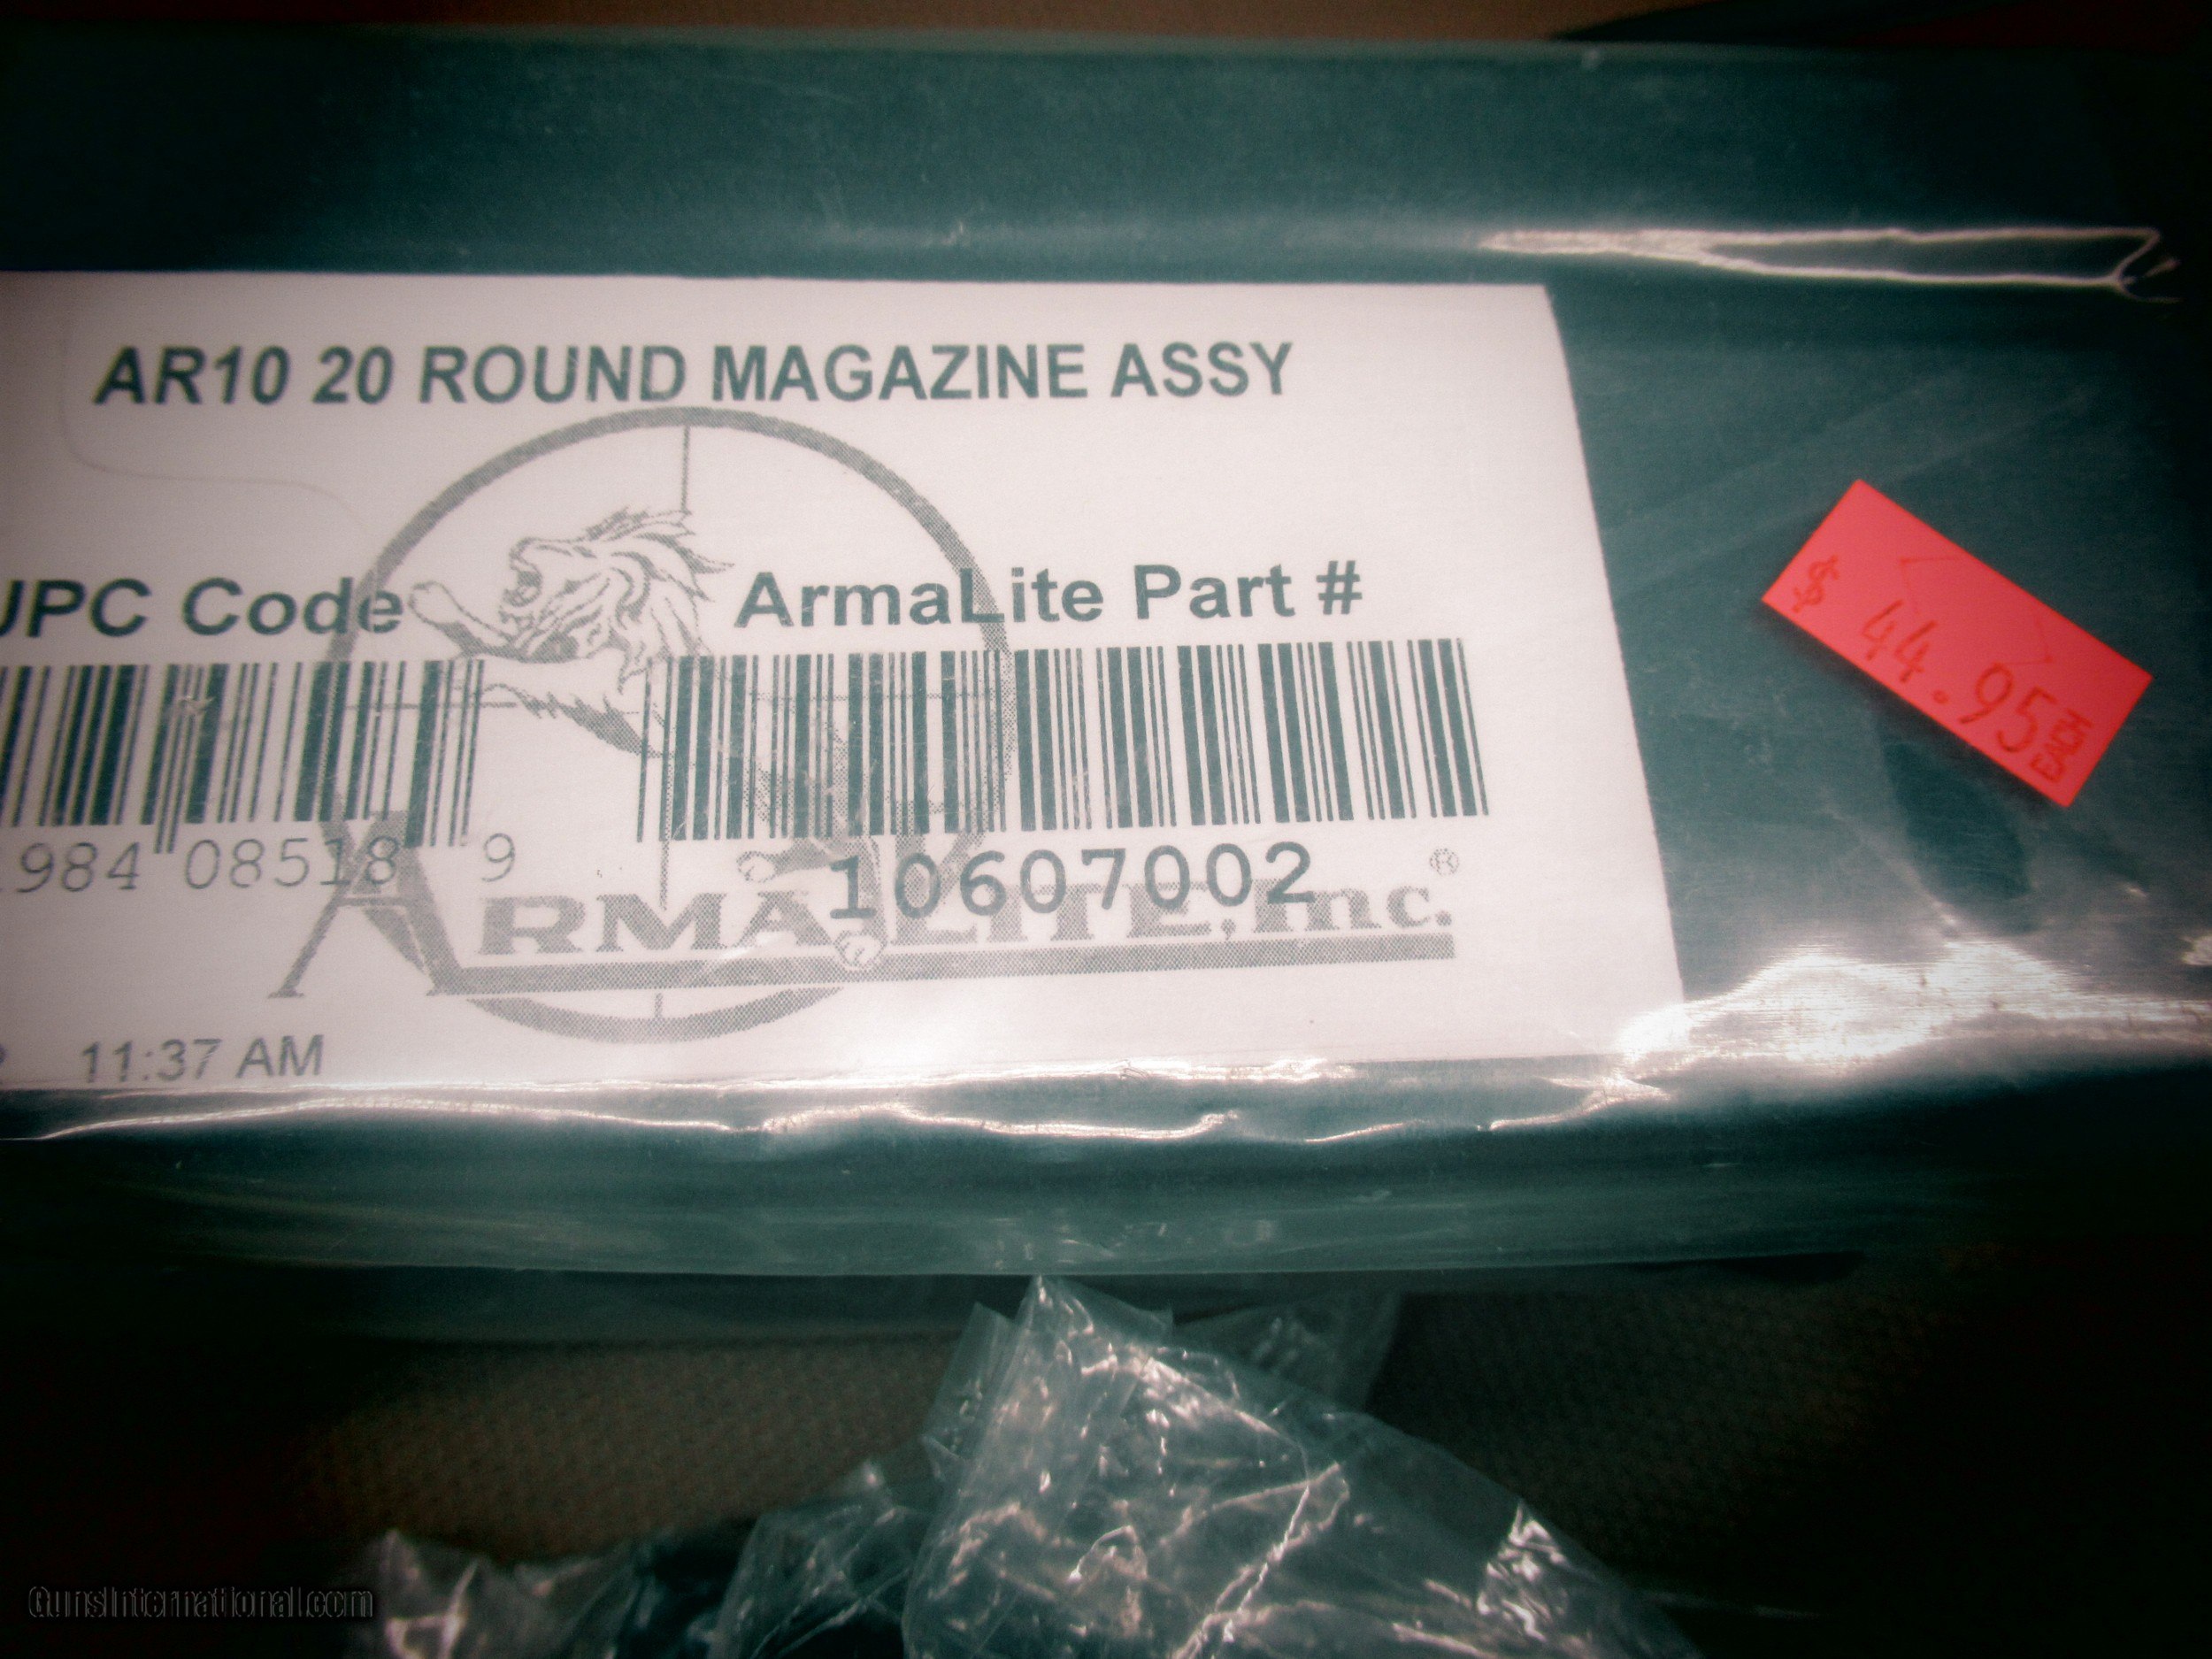 AR10 20 ROUND MAGAZINE ASSY
UPC Code
ArmaLite Part #
984 08518 9
10607002
ARMALITE, Inc. ®
11:37 AM
$ 44.95 EACH
GunsInternational.com